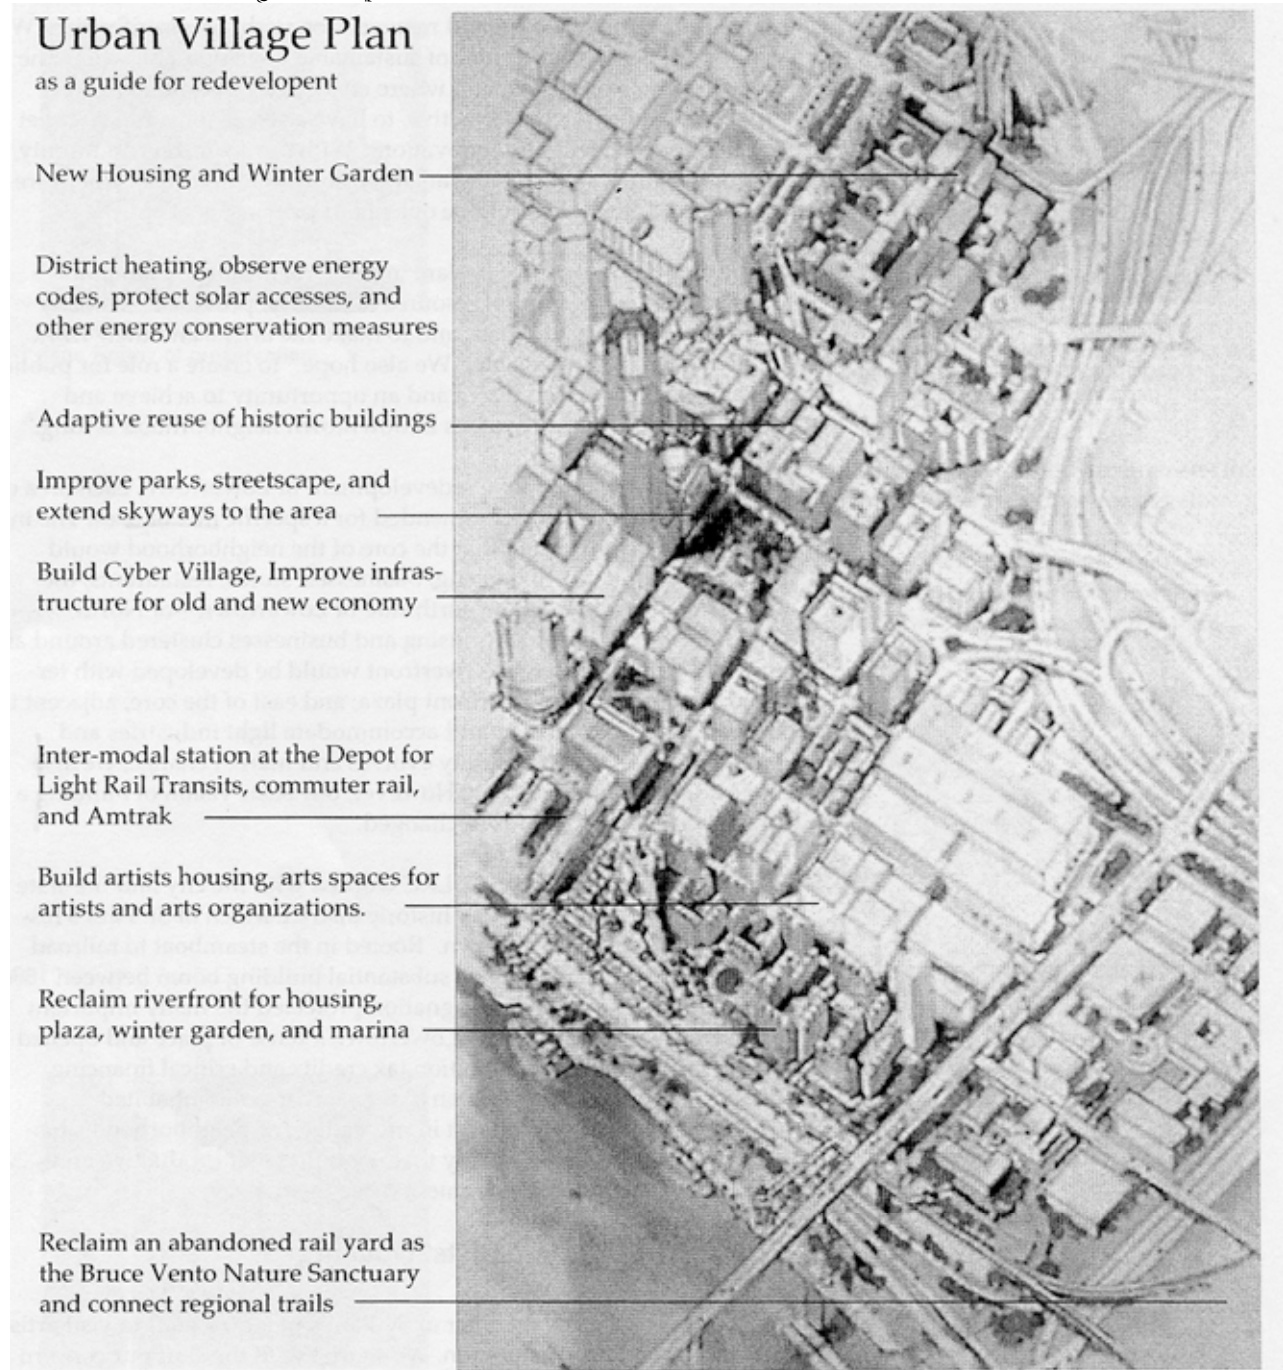 Urban Village Plan
as a guide for redevelopent
New Housing and Winter Garden
District heating, observe energy
codes, protect solar accesses, and
other energy conservation measures
Adaptive reuse of historic buildings
Improve parks, streetscape, and
extend skyways to the area
Build Cyber Village, Improve infras-
tructure for old and new economy
Inter-modal station at the Depot for
Light Rail Transits, commuter rail,
and Amtrak
Build artists housing, arts spaces for
artists and arts organizations.
Reclaim riverfront for housing,
plaza, winter garden, and marina
Reclaim an abandoned rail yard as
the Bruce Vento Nature Sanctuary
and connect regional trails